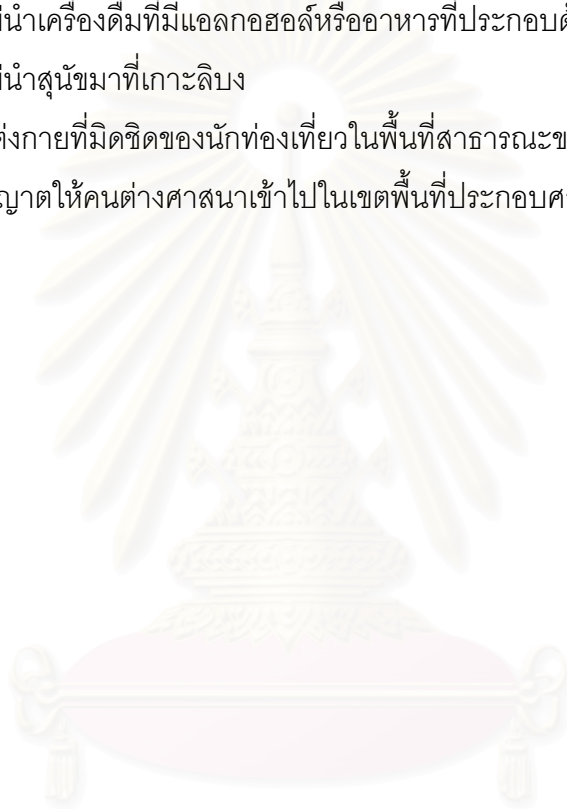 นำเครื่องดื่มที่มีแอลกอฮอล์หรืออาหารที่ประกอบ
นำสุนัขมาที่เกาะลิบง
ต่งกายที่มิดชิดของนักท่องเที่ยวในพื้นที่สาธารณะข
ญาตให้คนต่างศาสนาเข้าไปในเขตพื้นที่ประกอบศา